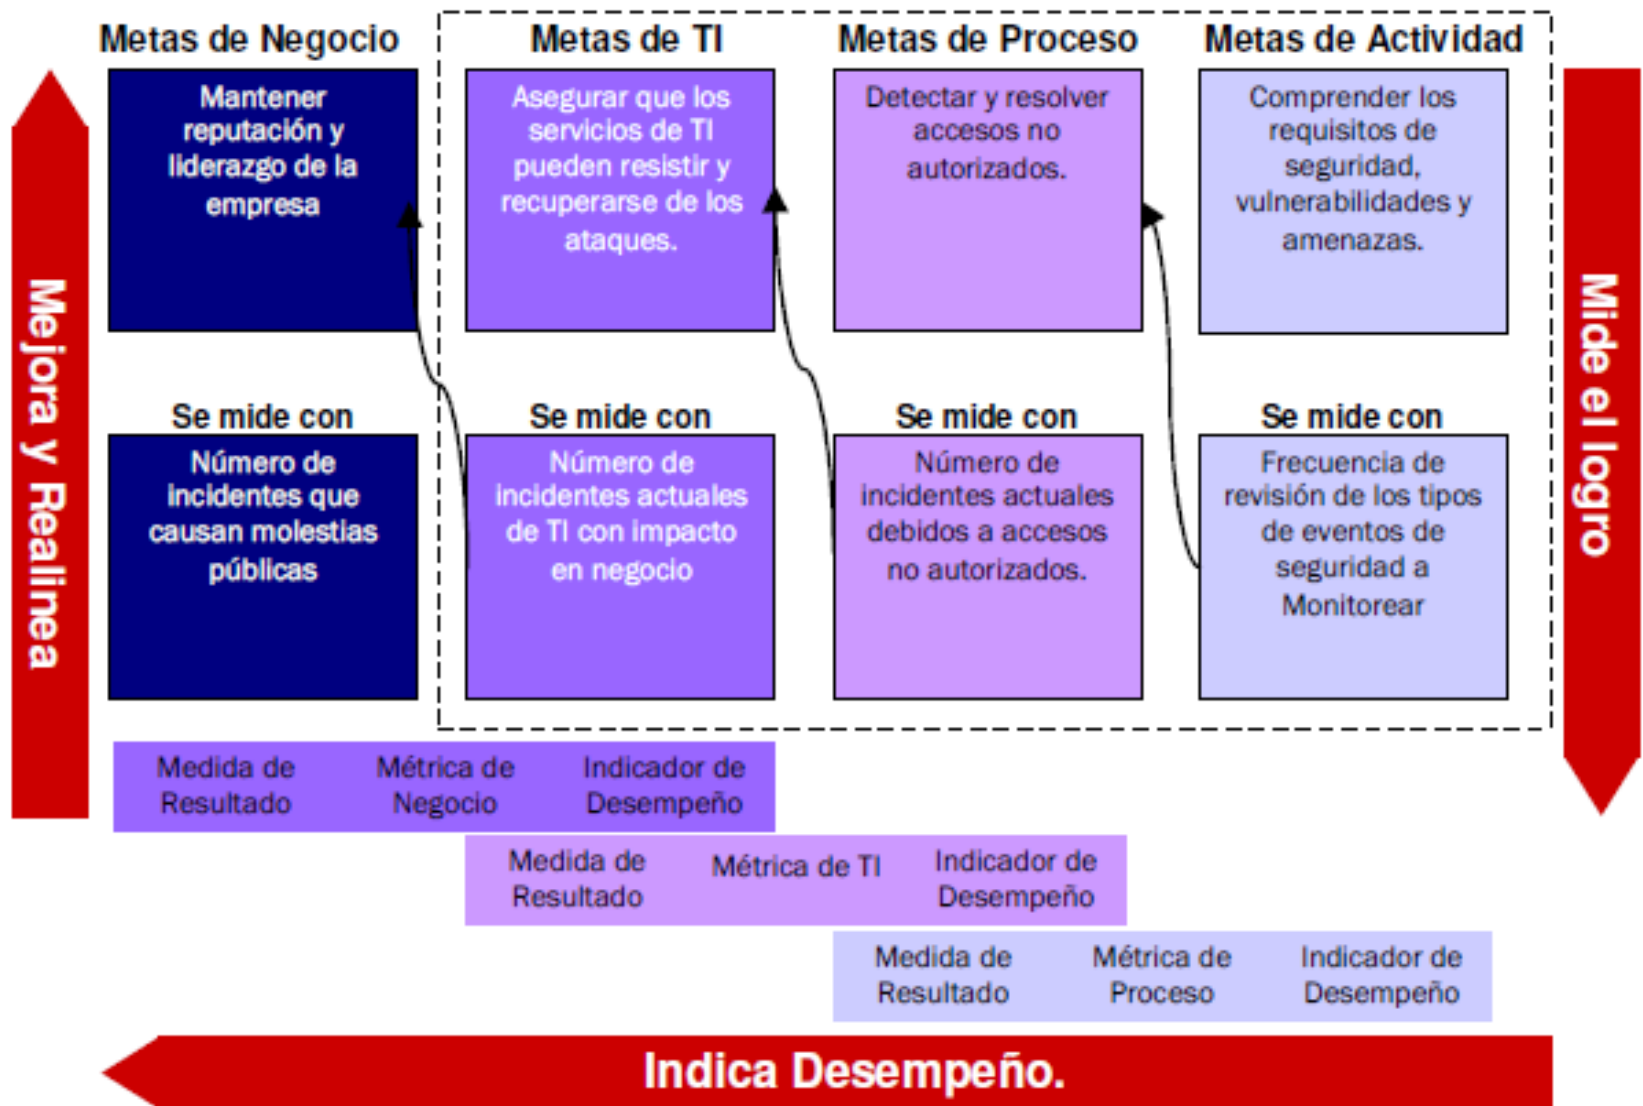 Metas de Negocio
Mantener
reputación y
liderazgo de la
empresa
Metas de TI
Asegurar que los
servicios de TI
pueden resistir y
recuperarse de los
ataques.
Metas de Proceso
Detectar y resolver
accesos no
autorizados.
Metas de Actividad
Comprender los
requisitos de
seguridad,
vulnerabilidades y
amenazas.
Mejora y Realinea
Mide el logro
Se mide con
Número de
incidentes que
causan molestias
públicas
Se mide con
Número de
incidentes actuales
de TI con impacto
en negocio
Se mide con
Número de
incidentes actuales
debidos a accesos
no autorizados.
Se mide con
Frecuencia de
revisión de los tipos
de eventos de
seguridad a
Monitorear
Medida de
Resultado
Métrica de
Negocio
Indicador de
Desempeño
Medida de
Resultado
Métrica de TI
Indicador de
Desempeño
Medida de
Resultado
Métrica de
Proceso
Indicador de
Desempeño
Indica Desempeño.